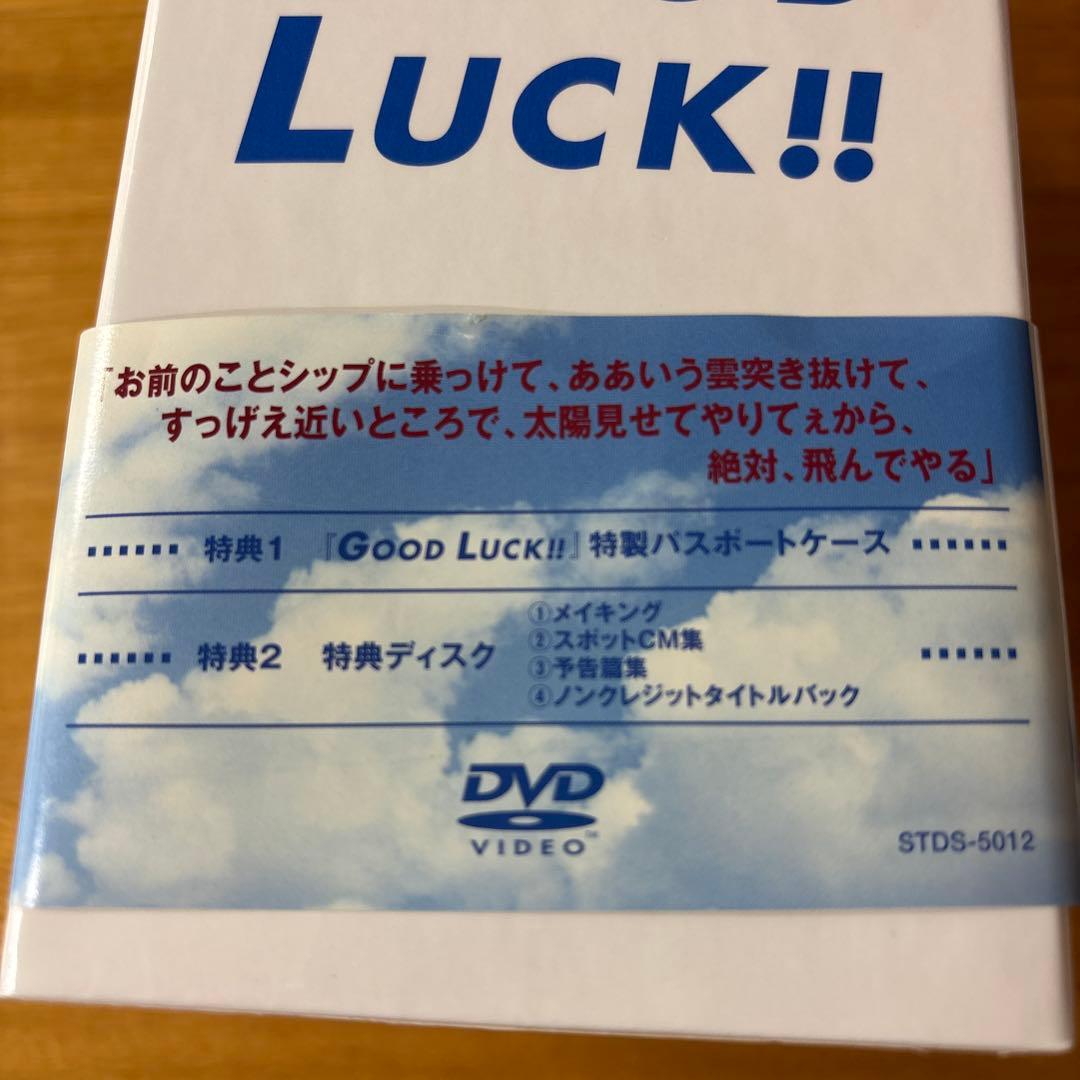 LUCK!!
「お前のことシップに乗っけて、ああいう雲突き抜けて、
すっげえ近いところで、太陽見せてやりてぇから、
絶対、飛んでやる」
特典1 『GOOD LUCK!!』特製パスポートケース
特典2 特典ディスク
①メイキング
②スポットCM集
③予告篇集
④ノンクレジットタイトルバック
DVD
VIDEO™
STDS-5012